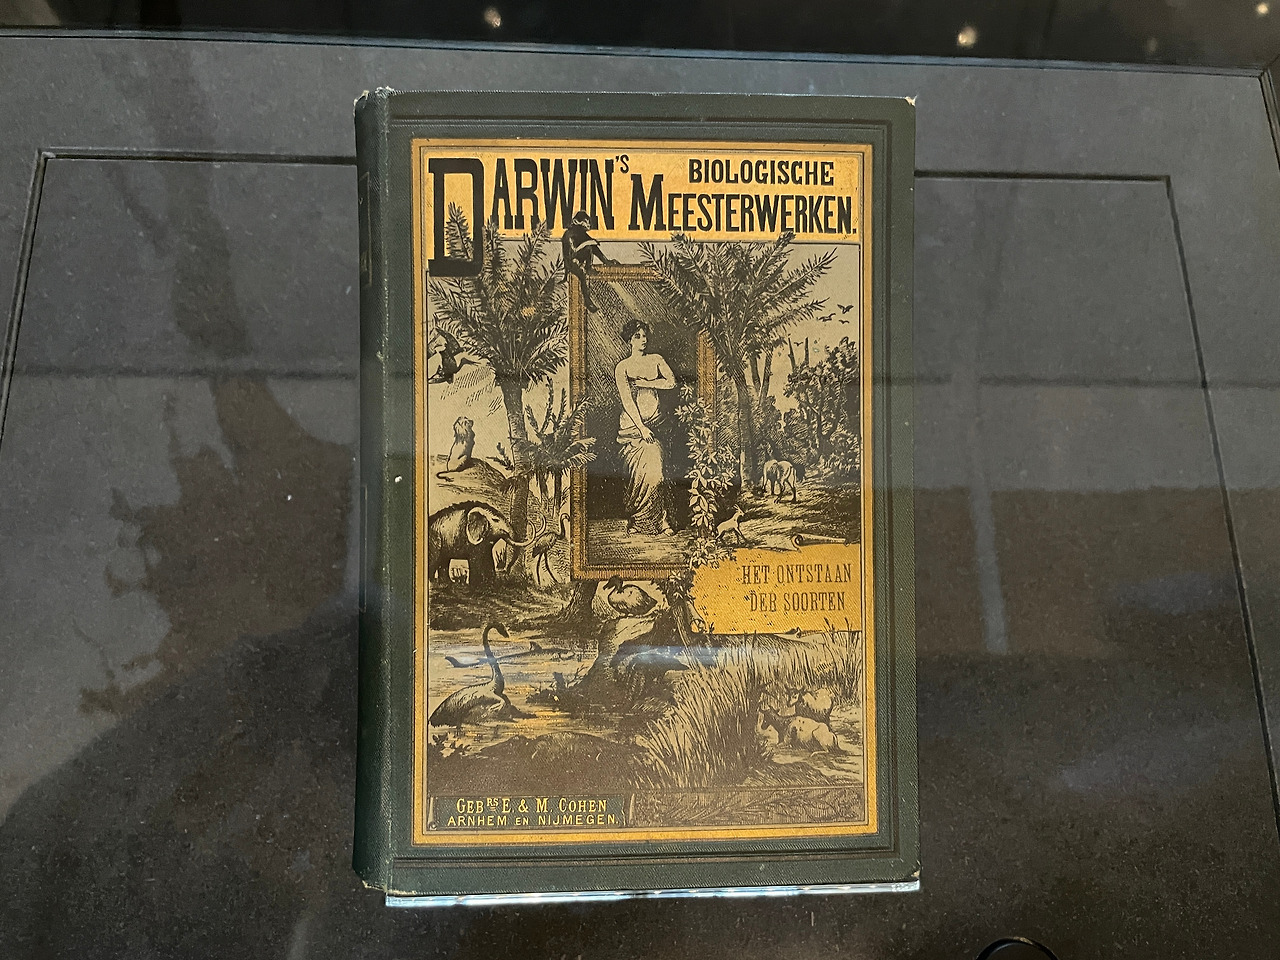 DARWIN'S BIOLOGISCHE
MEESTERWERKEN.
HET ONTSTAAN
DER SOORTEN
GEBRS E. & M. COHEN
ARNHEM EN NIJMEGEN.